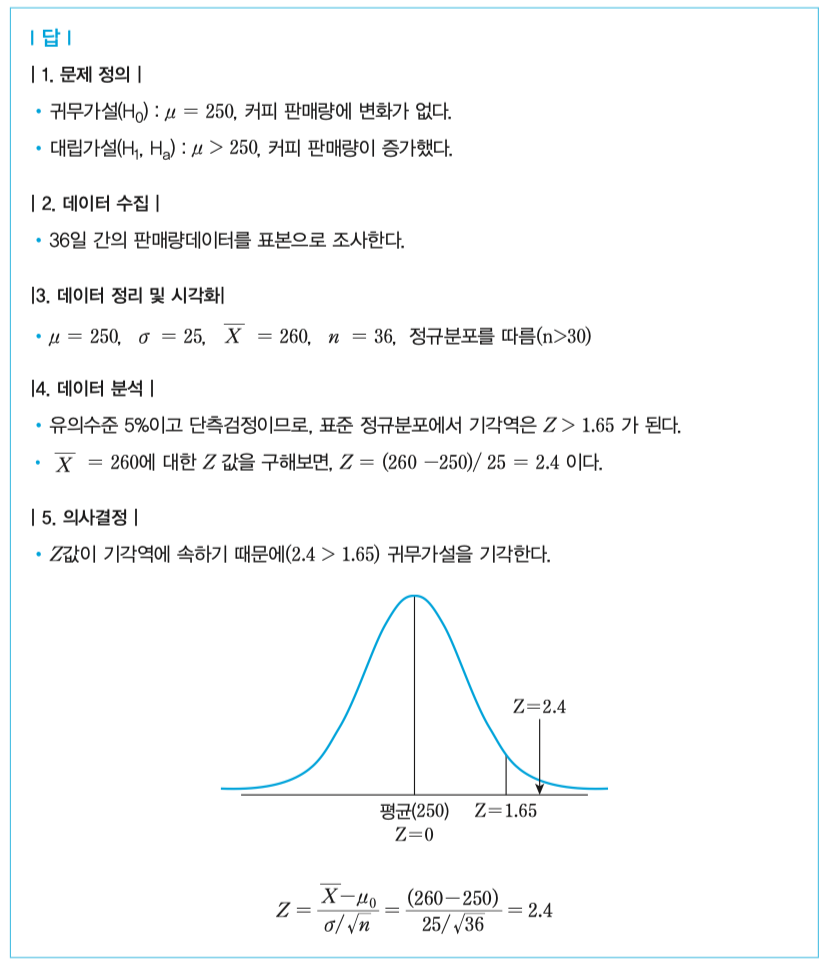 | 답 |
| 1. 문제 정의 |
• 귀무가설(H₀) : μ = 250, 커피 판매량에 변화가 없다.
• 대립가설(H₁, Hₐ) : μ > 250, 커피 판매량이 증가했다.
| 2. 데이터 수집 |
• 36일 간의 판매량데이터를 표본으로 조사한다.
|3. 데이터 정리 및 시각화|
• μ = 250, σ = 25, X̄ = 260, n = 36, 정규분포를 따름(n>30)
|4. 데이터 분석 |
• 유의수준 5%이고 단측검정이므로, 표준 정규분포에서 기각역은 Z > 1.65 가 된다.
• X̄ = 260에 대한 Z 값을 구해보면, Z = (260 −250)/ 25 = 2.4 이다.
| 5. 의사결정 |
• Z값이 기각역에 속하기 때문에(2.4 > 1.65) 귀무가설을 기각한다.
Z=2.4
평균(250) Z=1.65
Z=0
Z = (X̄−μ₀)/(σ/√n) = (260−250)/(25/√36) = 2.4